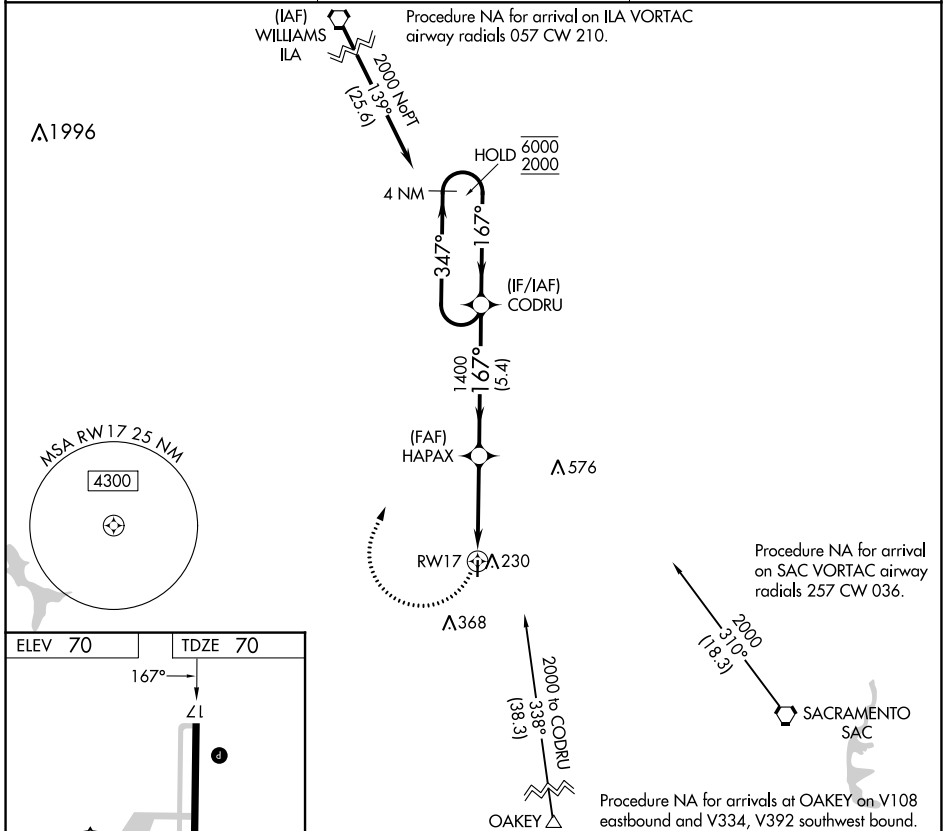 (IAF)
WILLIAMS
ILA
Procedure NA for arrival on ILA VORTAC
airway radials 057 CW 210.
2000 NoPT
139°
(25.6)
1996
HOLD 6000
2000
4 NM
347°
167°
(IF/IAF)
CODRU
1400
167°
(5.4)
(FAF)
HAPAX
576
MSA RW17 25 NM
4300
RW17
230
368
Procedure NA for arrival
on SAC VORTAC airway
radials 257 CW 036.
2000
310°
(18.3)
SACRAMENTO
SAC
2000 to CODRU
338°
(38.3)
OAKEY
Procedure NA for arrivals at OAKEY on V108
eastbound and V334, V392 southwest bound.
ELEV 70
TDZE 70
167°
17
P